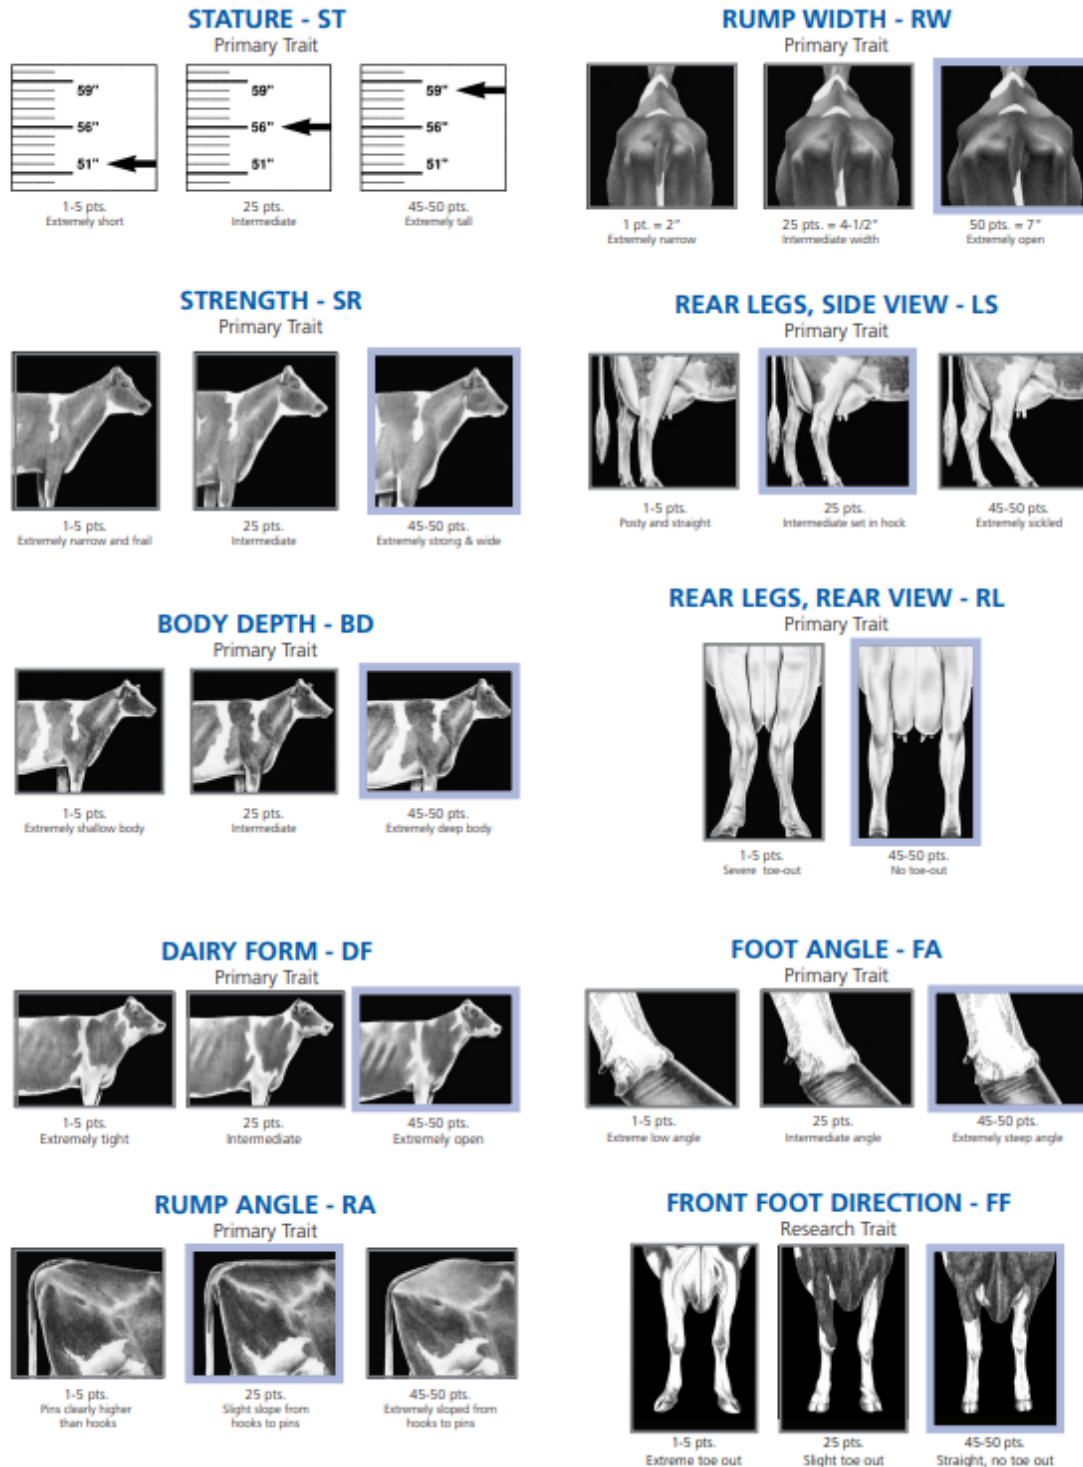 STATURE - ST
Primary Trait
59"
56"
51"
59"
56"
51"
59"
56"
51"
1-5 pts.
Extremely short
25 pts.
Intermediate
45-50 pts.
Extremely tall
STRENGTH - SR
Primary Trait
1-5 pts.
Extremely narrow and frail
25 pts.
Intermediate
45-50 pts.
Extremely strong & wide
BODY DEPTH - BD
Primary Trait
1-5 pts.
Extremely shallow body
25 pts.
Intermediate
45-50 pts.
Extremely deep body
DAIRY FORM - DF
Primary Trait
1-5 pts.
Extremely tight
25 pts.
Intermediate
45-50 pts.
Extremely open
RUMP ANGLE - RA
Primary Trait
1-5 pts.
Pins clearly higher
than hooks
25 pts.
Slight slope from
hooks to pins
45-50 pts.
Extremely sloped from
hooks to pins
RUMP WIDTH - RW
Primary Trait
1 pt. = 2"
Extremely narrow
25 pts. = 4-1/2"
Intermediate width
50 pts. = 7"
Extremely open
REAR LEGS, SIDE VIEW - LS
Primary Trait
1-5 pts.
Posty and straight
25 pts.
Intermediate set in hock
45-50 pts.
Extremely sickled
REAR LEGS, REAR VIEW - RL
Primary Trait
1-5 pts.
Severe toe-out
45-50 pts.
No toe-out
FOOT ANGLE - FA
Primary Trait
1-5 pts.
Extreme low angle
25 pts.
Intermediate angle
45-50 pts.
Extremely steep angle
FRONT FOOT DIRECTION - FF
Research Trait
1-5 pts.
Extreme toe out
25 pts.
Slight toe out
45-50 pts.
Straight, no toe out